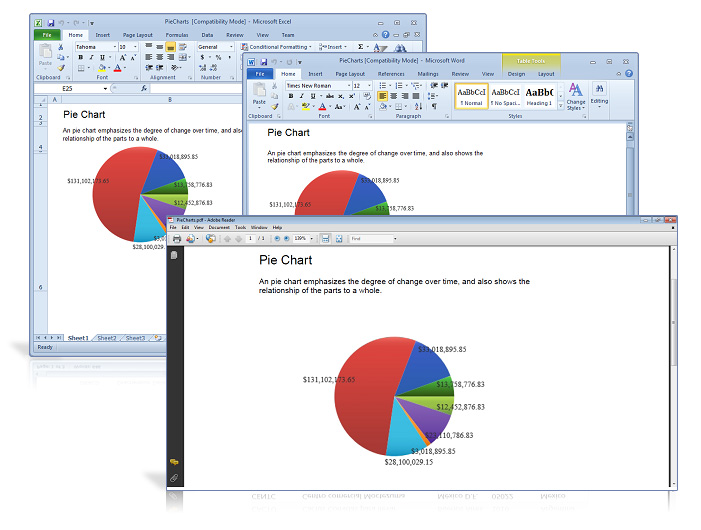 PieCharts [Compatibility Mode] - Microsoft Excel
File Home Insert Page Layout Formulas Data Review View Team
Tahoma 10 General Conditional Formatting Insert
Paste
Clipboard Font Alignment Number
E25 fx
A B
Pie Chart
An pie chart emphasizes the degree of change over time, and also
relationship of the parts to a whole.
$33,018,895.85
$131,102,173.65
$13,758,776.83
$12,452,876.83
$28,100,029.
2
3
4
6
Sheet1 Sheet2 Sheet3
Ready
PieCharts [Compatibility Mode] - Microsoft Word
Table Tools
File Home Insert Page Layout References Mailings Review View Design Layout
Times New Roman 12
Paste
AaBbCcI AaBbCcI AaBbC
¶ Normal ¶ No Spaci... Heading 1
Change Styles
Editing
Clipboard Font Paragraph Styles
Pie Chart
An pie chart emphasizes the degree of change over time, and also shows the
relationship of the parts to a whole.
$33,018,895.85
$131,102,173.65
$13,758,776.83
PieCharts.pdf - Adobe Reader
File Edit View Document Tools Window Help
1 / 1 139% Find
Pie Chart
An pie chart emphasizes the degree of change over time, and also shows the
relationship of the parts to a whole.
$33,018,895.85
$131,102,173.65
$13,758,776.83
$12,452,876.83
$23,110,786.83
$3,018,895.85
$28,100,029.15